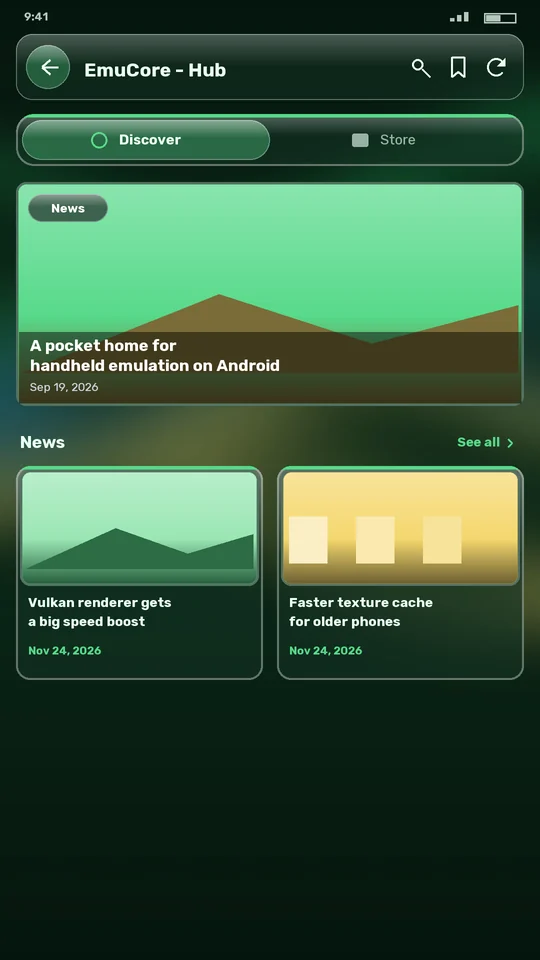 9:41
EmuCore - Hub
Discover
Store
News
A pocket home for
handheld emulation on Android
Sep 19, 2026
News
See all
Vulkan renderer gets
a big speed boost
Nov 24, 2026
Faster texture cache
for older phones
Nov 24, 2026